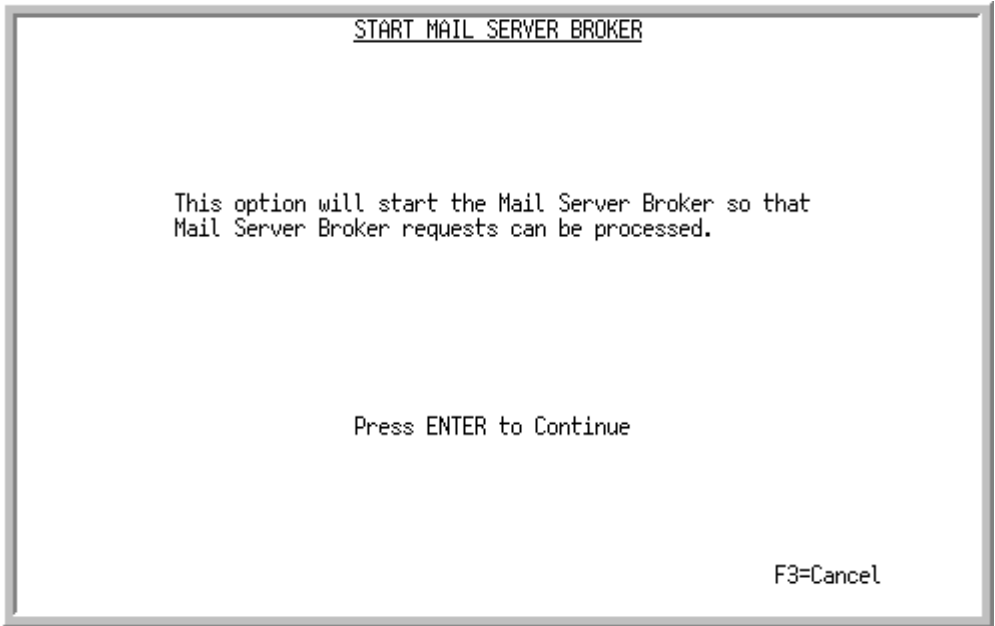 START MAIL SERVER BROKER
This option will start the Mail Server Broker so that
Mail Server Broker requests can be processed.
Press ENTER to Continue
F3=Cancel